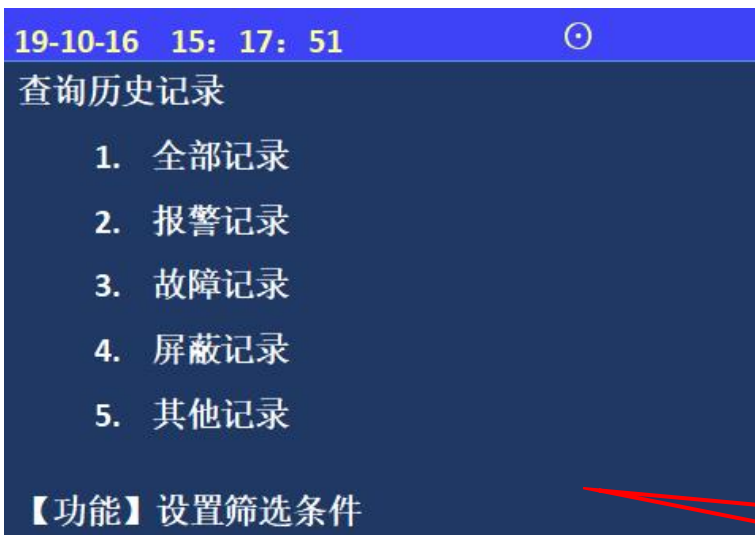 19-10-16 15：17：51
查询历史记录
1. 全部记录
2. 报警记录
3. 故障记录
4. 屏蔽记录
5. 其他记录
【功能】设置筛选条件